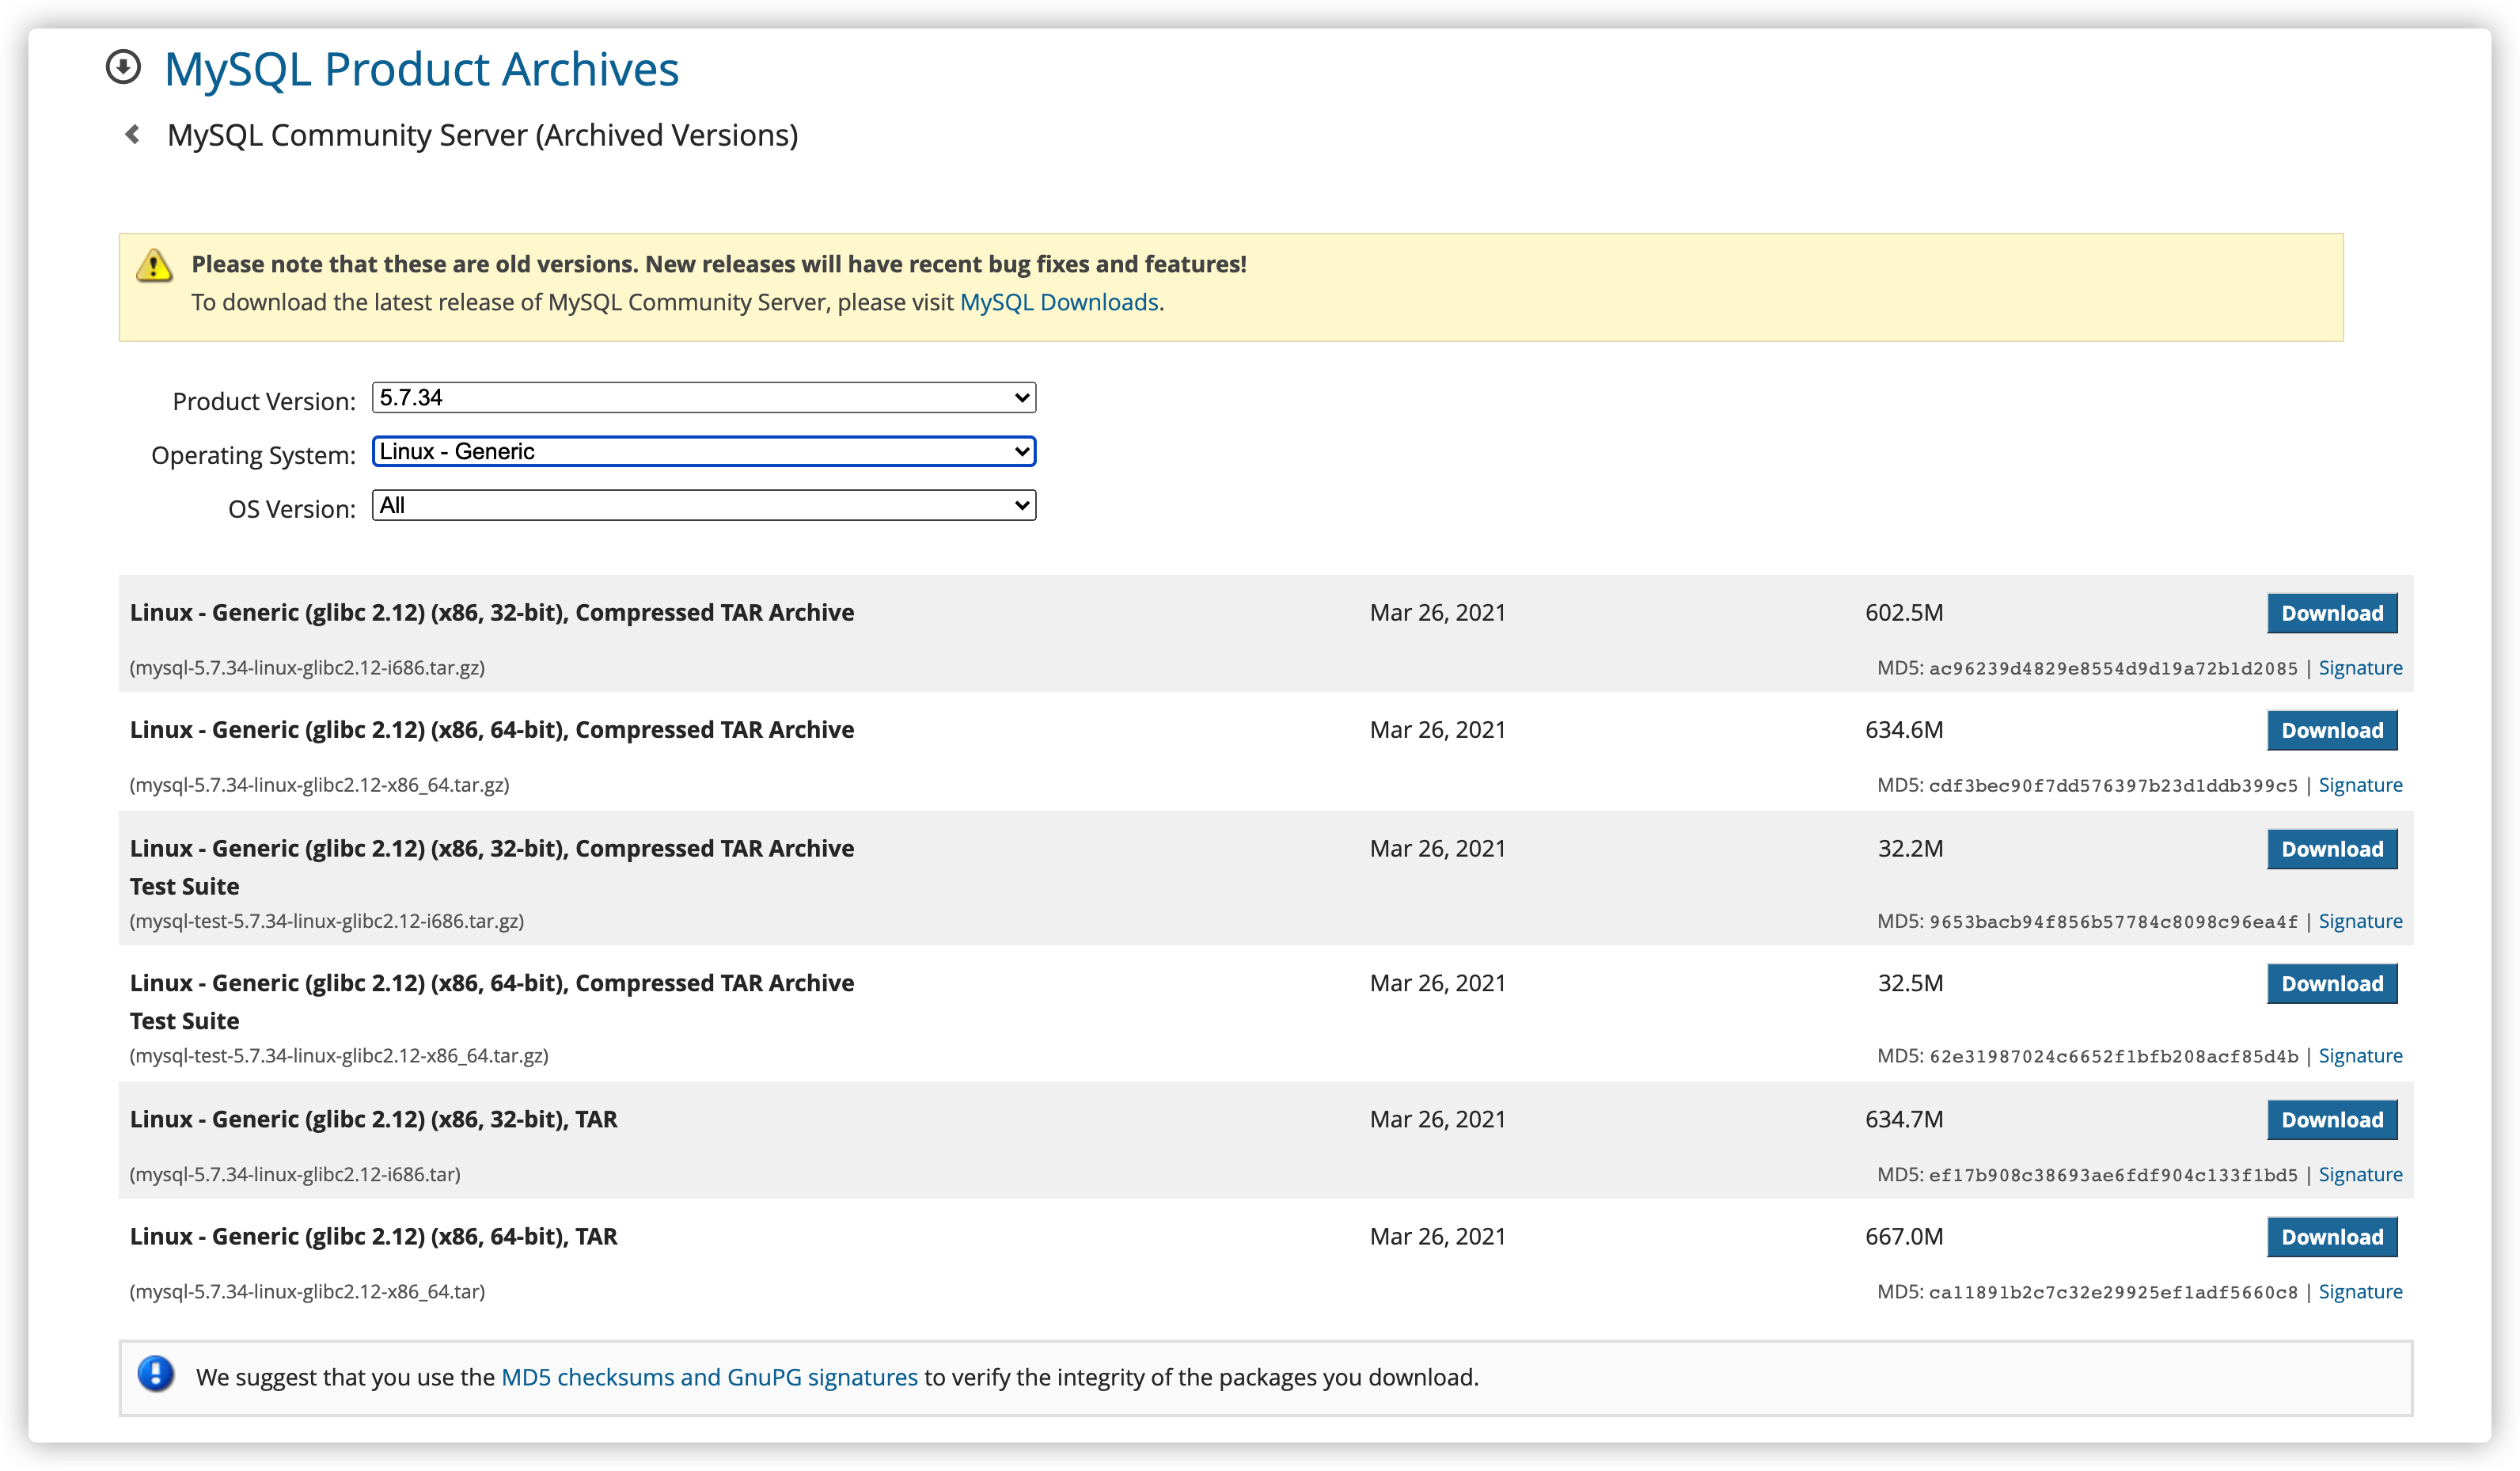 MySQL Product Archives
MySQL Community Server (Archived Versions)
Please note that these are old versions. New releases will have recent bug fixes and features!
To download the latest release of MySQL Community Server, please visit MySQL Downloads.
Product Version: 5.7.34
Operating System: Linux - Generic
OS Version: All
Linux - Generic (glibc 2.12) (x86, 32-bit), Compressed TAR Archive Mar 26, 2021 602.5M Download
(mysql-5.7.34-linux-glibc2.12-i686.tar.gz) MD5: ac96239d4829e8554d9d19a72b1d2085 | Signature
Linux - Generic (glibc 2.12) (x86, 64-bit), Compressed TAR Archive Mar 26, 2021 634.6M Download
(mysql-5.7.34-linux-glibc2.12-x86_64.tar.gz) MD5: cdf3bec90f7dd576397b23d1ddb399c5 | Signature
Linux - Generic (glibc 2.12) (x86, 32-bit), Compressed TAR Archive Mar 26, 2021 32.2M Download
Test Suite
(mysql-test-5.7.34-linux-glibc2.12-i686.tar.gz) MD5: 9653bacb94f856b57784c8098c96ea4f | Signature
Linux - Generic (glibc 2.12) (x86, 64-bit), Compressed TAR Archive Mar 26, 2021 32.5M Download
Test Suite
(mysql-test-5.7.34-linux-glibc2.12-x86_64.tar.gz) MD5: 62e31987024c6652f1bfb208acf85d4b | Signature
Linux - Generic (glibc 2.12) (x86, 32-bit), TAR Mar 26, 2021 634.7M Download
(mysql-5.7.34-linux-glibc2.12-i686.tar) MD5: ef17b908c38693ae6fdf904c133f1bd5 | Signature
Linux - Generic (glibc 2.12) (x86, 64-bit), TAR Mar 26, 2021 667.0M Download
(mysql-5.7.34-linux-glibc2.12-x86_64.tar) MD5: ca11891b2c7c32e29925ef1adf5660c8 | Signature
We suggest that you use the MD5 checksums and GnuPG signatures to verify the integrity of the packages you download.